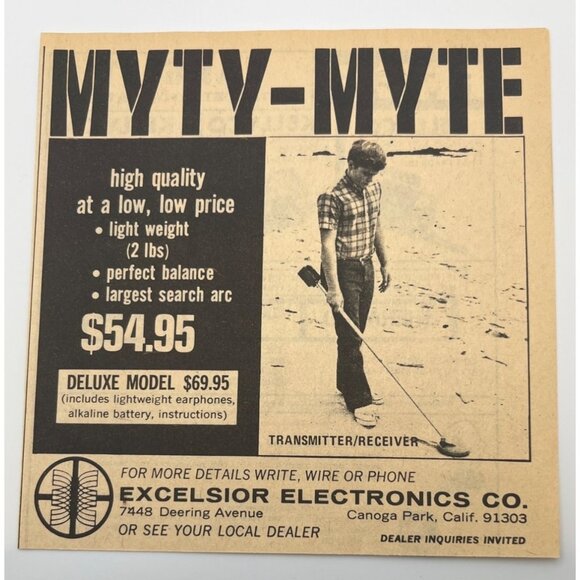 MYTY-MYTE
high quality
at a low, low price
• light weight
(2 lbs)
• perfect balance
• largest search arc
$54.95
DELUXE MODEL $69.95
(includes lightweight earphones,
alkaline battery, instructions)
TRANSMITTER/RECEIVER
FOR MORE DETAILS WRITE, WIRE OR PHONE
EXCELSIOR ELECTRONICS CO.
7448 Deering Avenue Canoga Park, Calif. 91303
OR SEE YOUR LOCAL DEALER
DEALER INQUIRIES INVITED